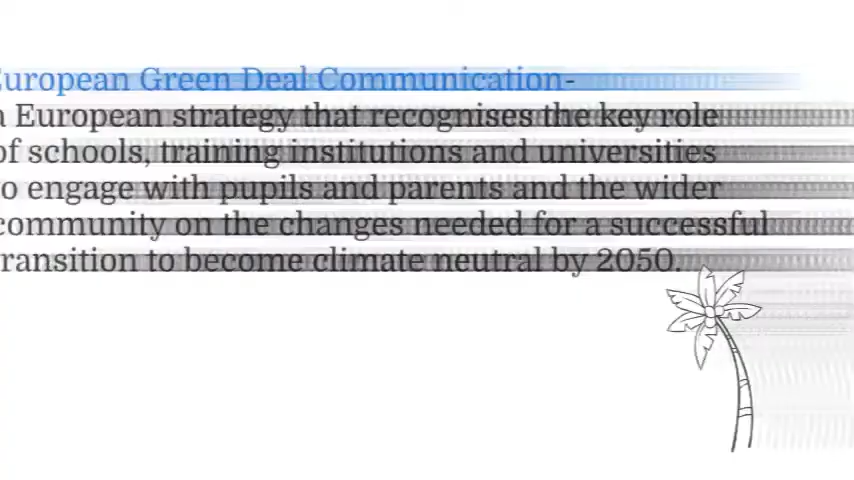 European Green Deal Communication-
a European strategy that recognises the key role
of schools, training institutions and universities
to engage with pupils and parents and the wider
community on the changes needed for a successful
transition to become climate neutral by 2050.